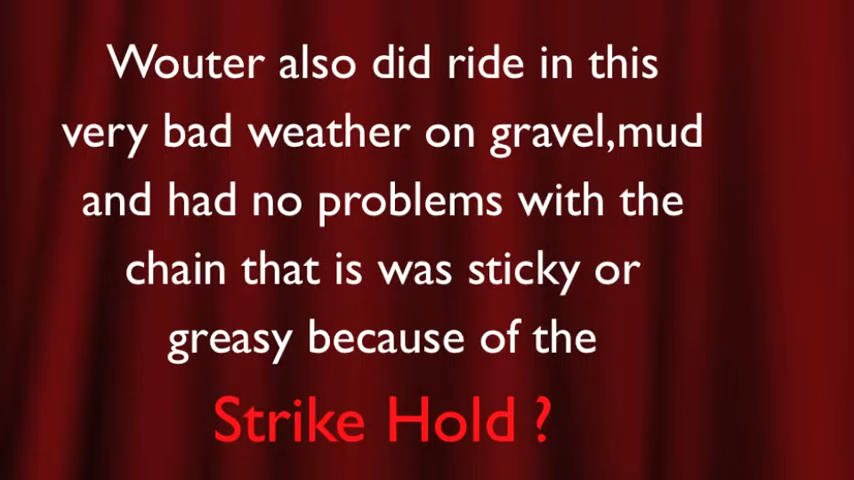 Wouter also did ride in this
very bad weather on gravel,mud
and had no problems with the
chain that is was sticky or
greasy because of the
Strike Hold ?